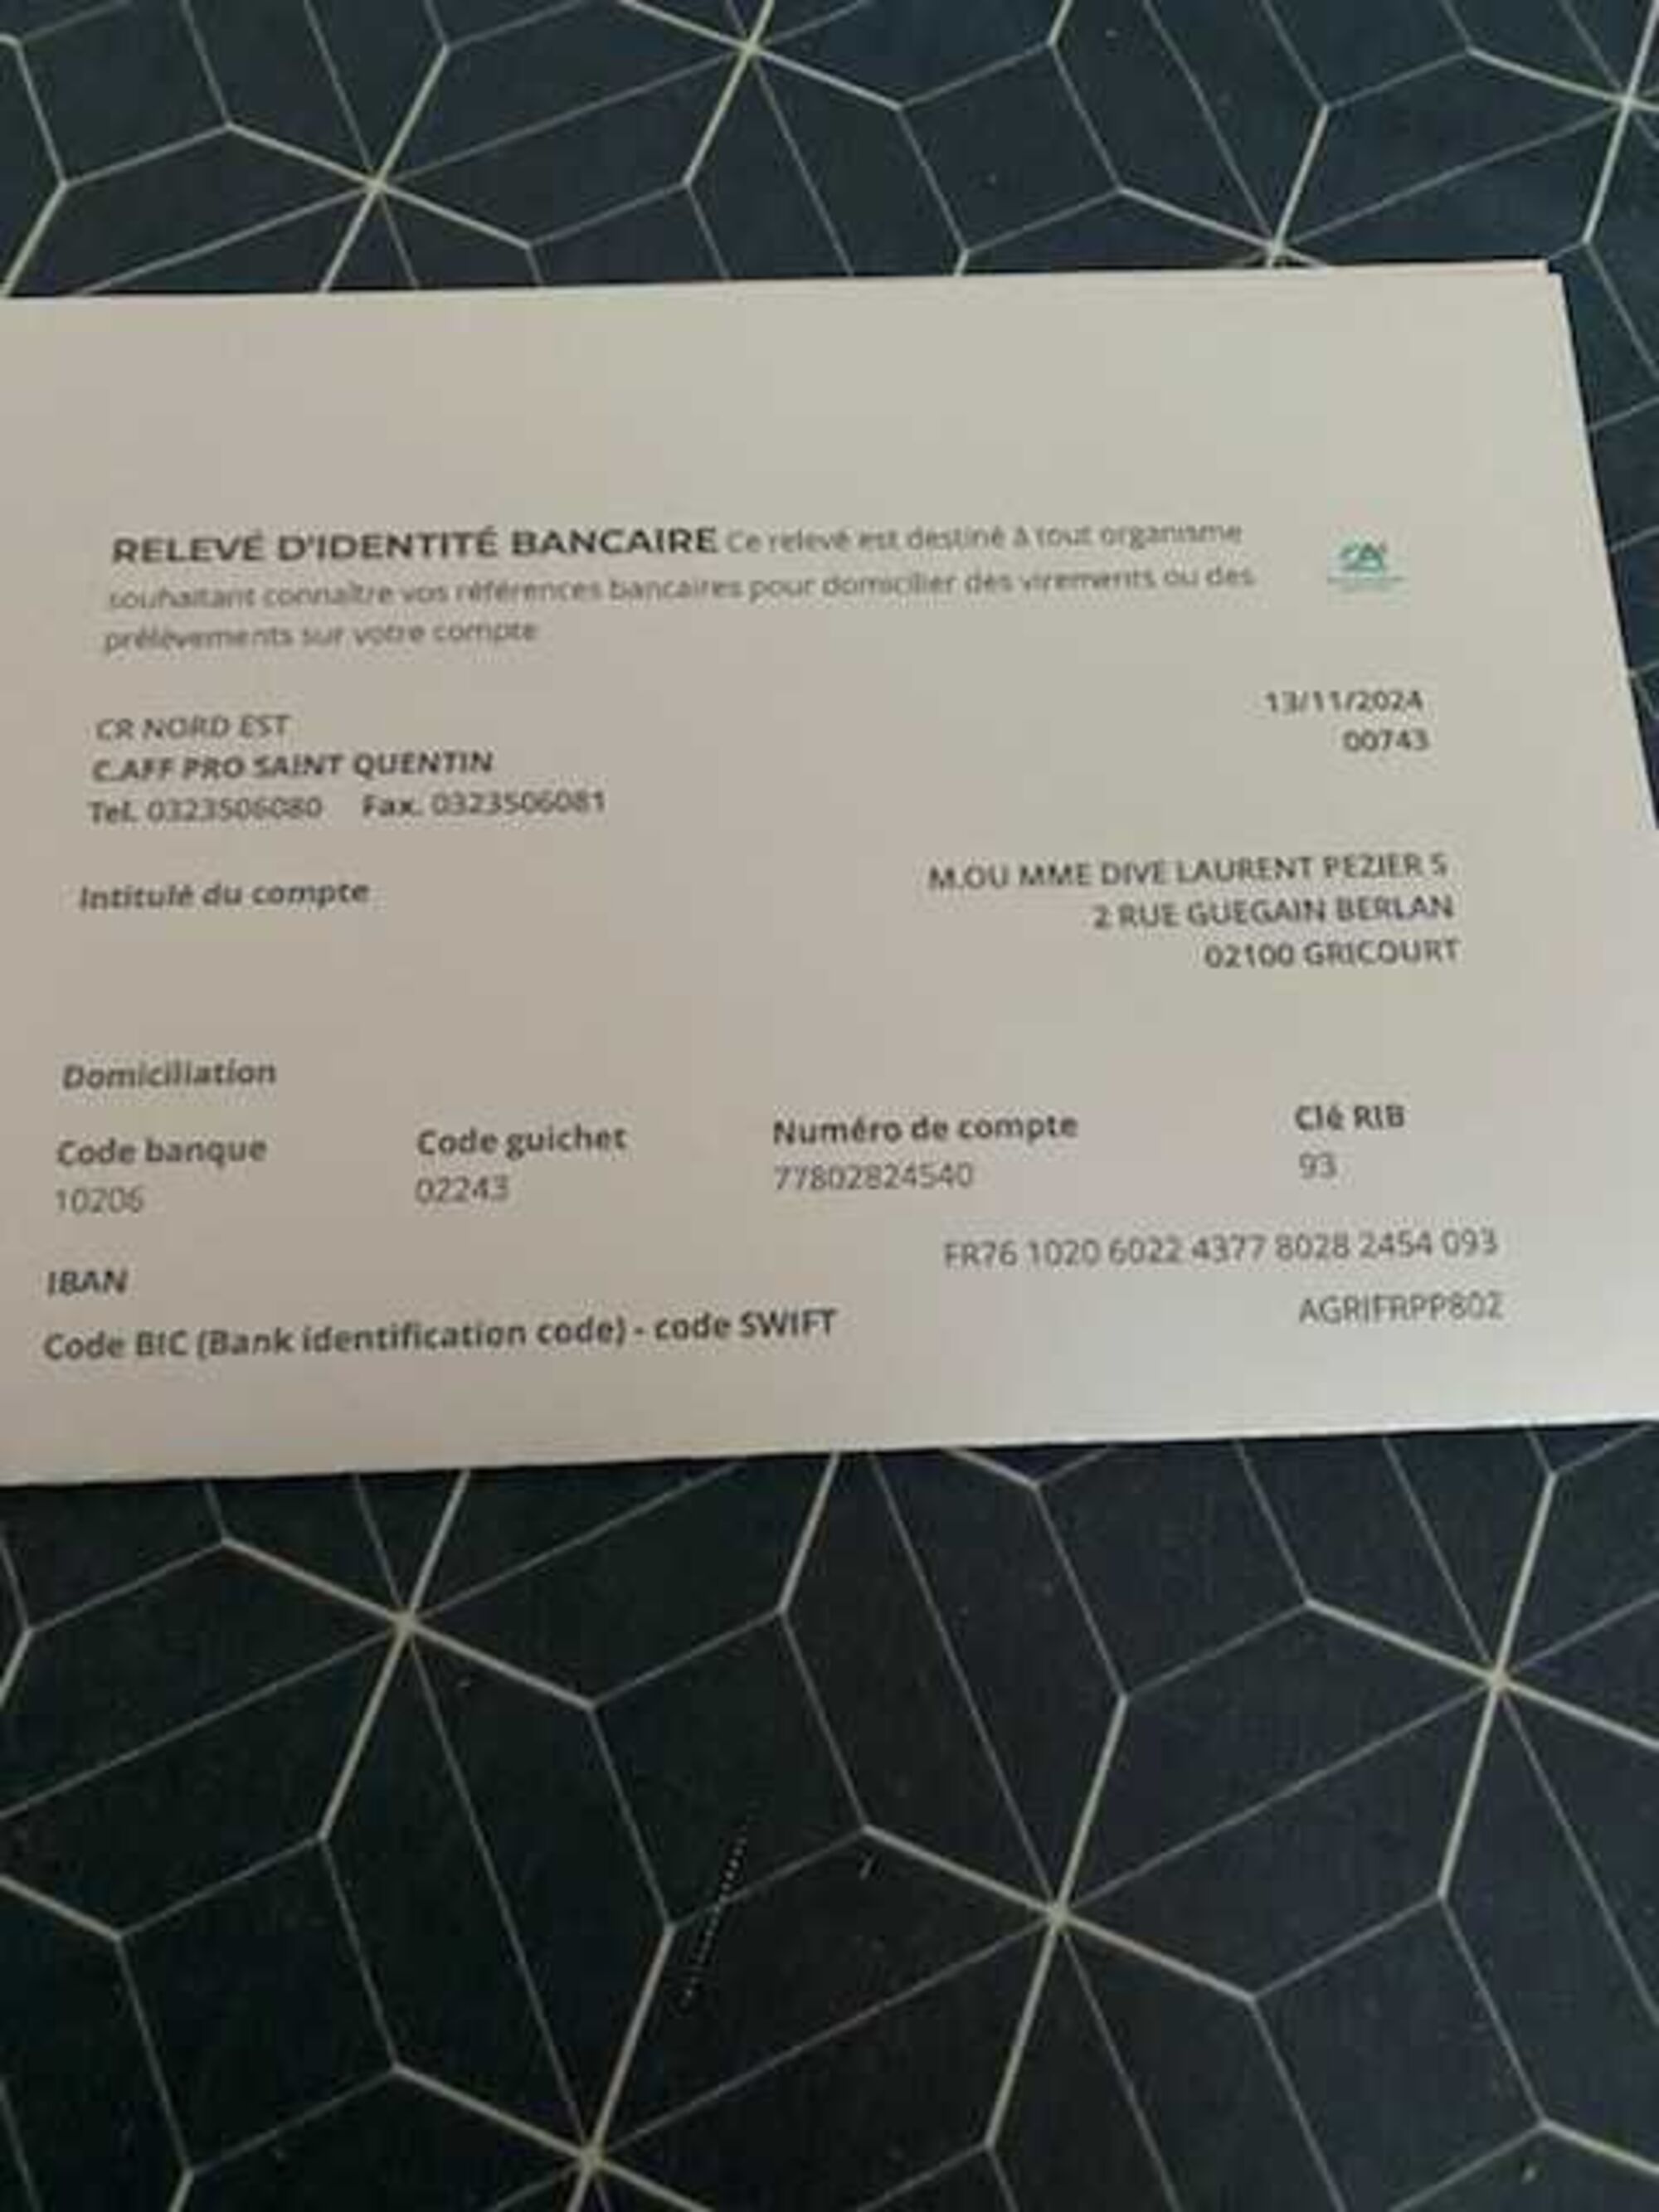 RELEVÉ D'IDENTITÉ BANCAIRE Ce relevé est destiné à tout organisme
souhaitant connaître vos références bancaires pour domicilier des virements ou des
prélèvements sur votre compte
CR NORD EST
C.AFF PRO SAINT QUENTIN
Tel. 0323506080 Fax. 0323506081
13/11/2024
00743
Intitulé du compte
M.OU MME DIVE LAURENT PEZIER S
2 RUE GUEGAIN BERLAN
02100 GRICOURT
Domiciliation
Code banque Code guichet Numéro de compte Clé RIB
10206 02243 77802824540 93
IBAN FR76 1020 6022 4377 8028 2454 093
Code BIC (Bank identification code) - code SWIFT AGRIFRPP802